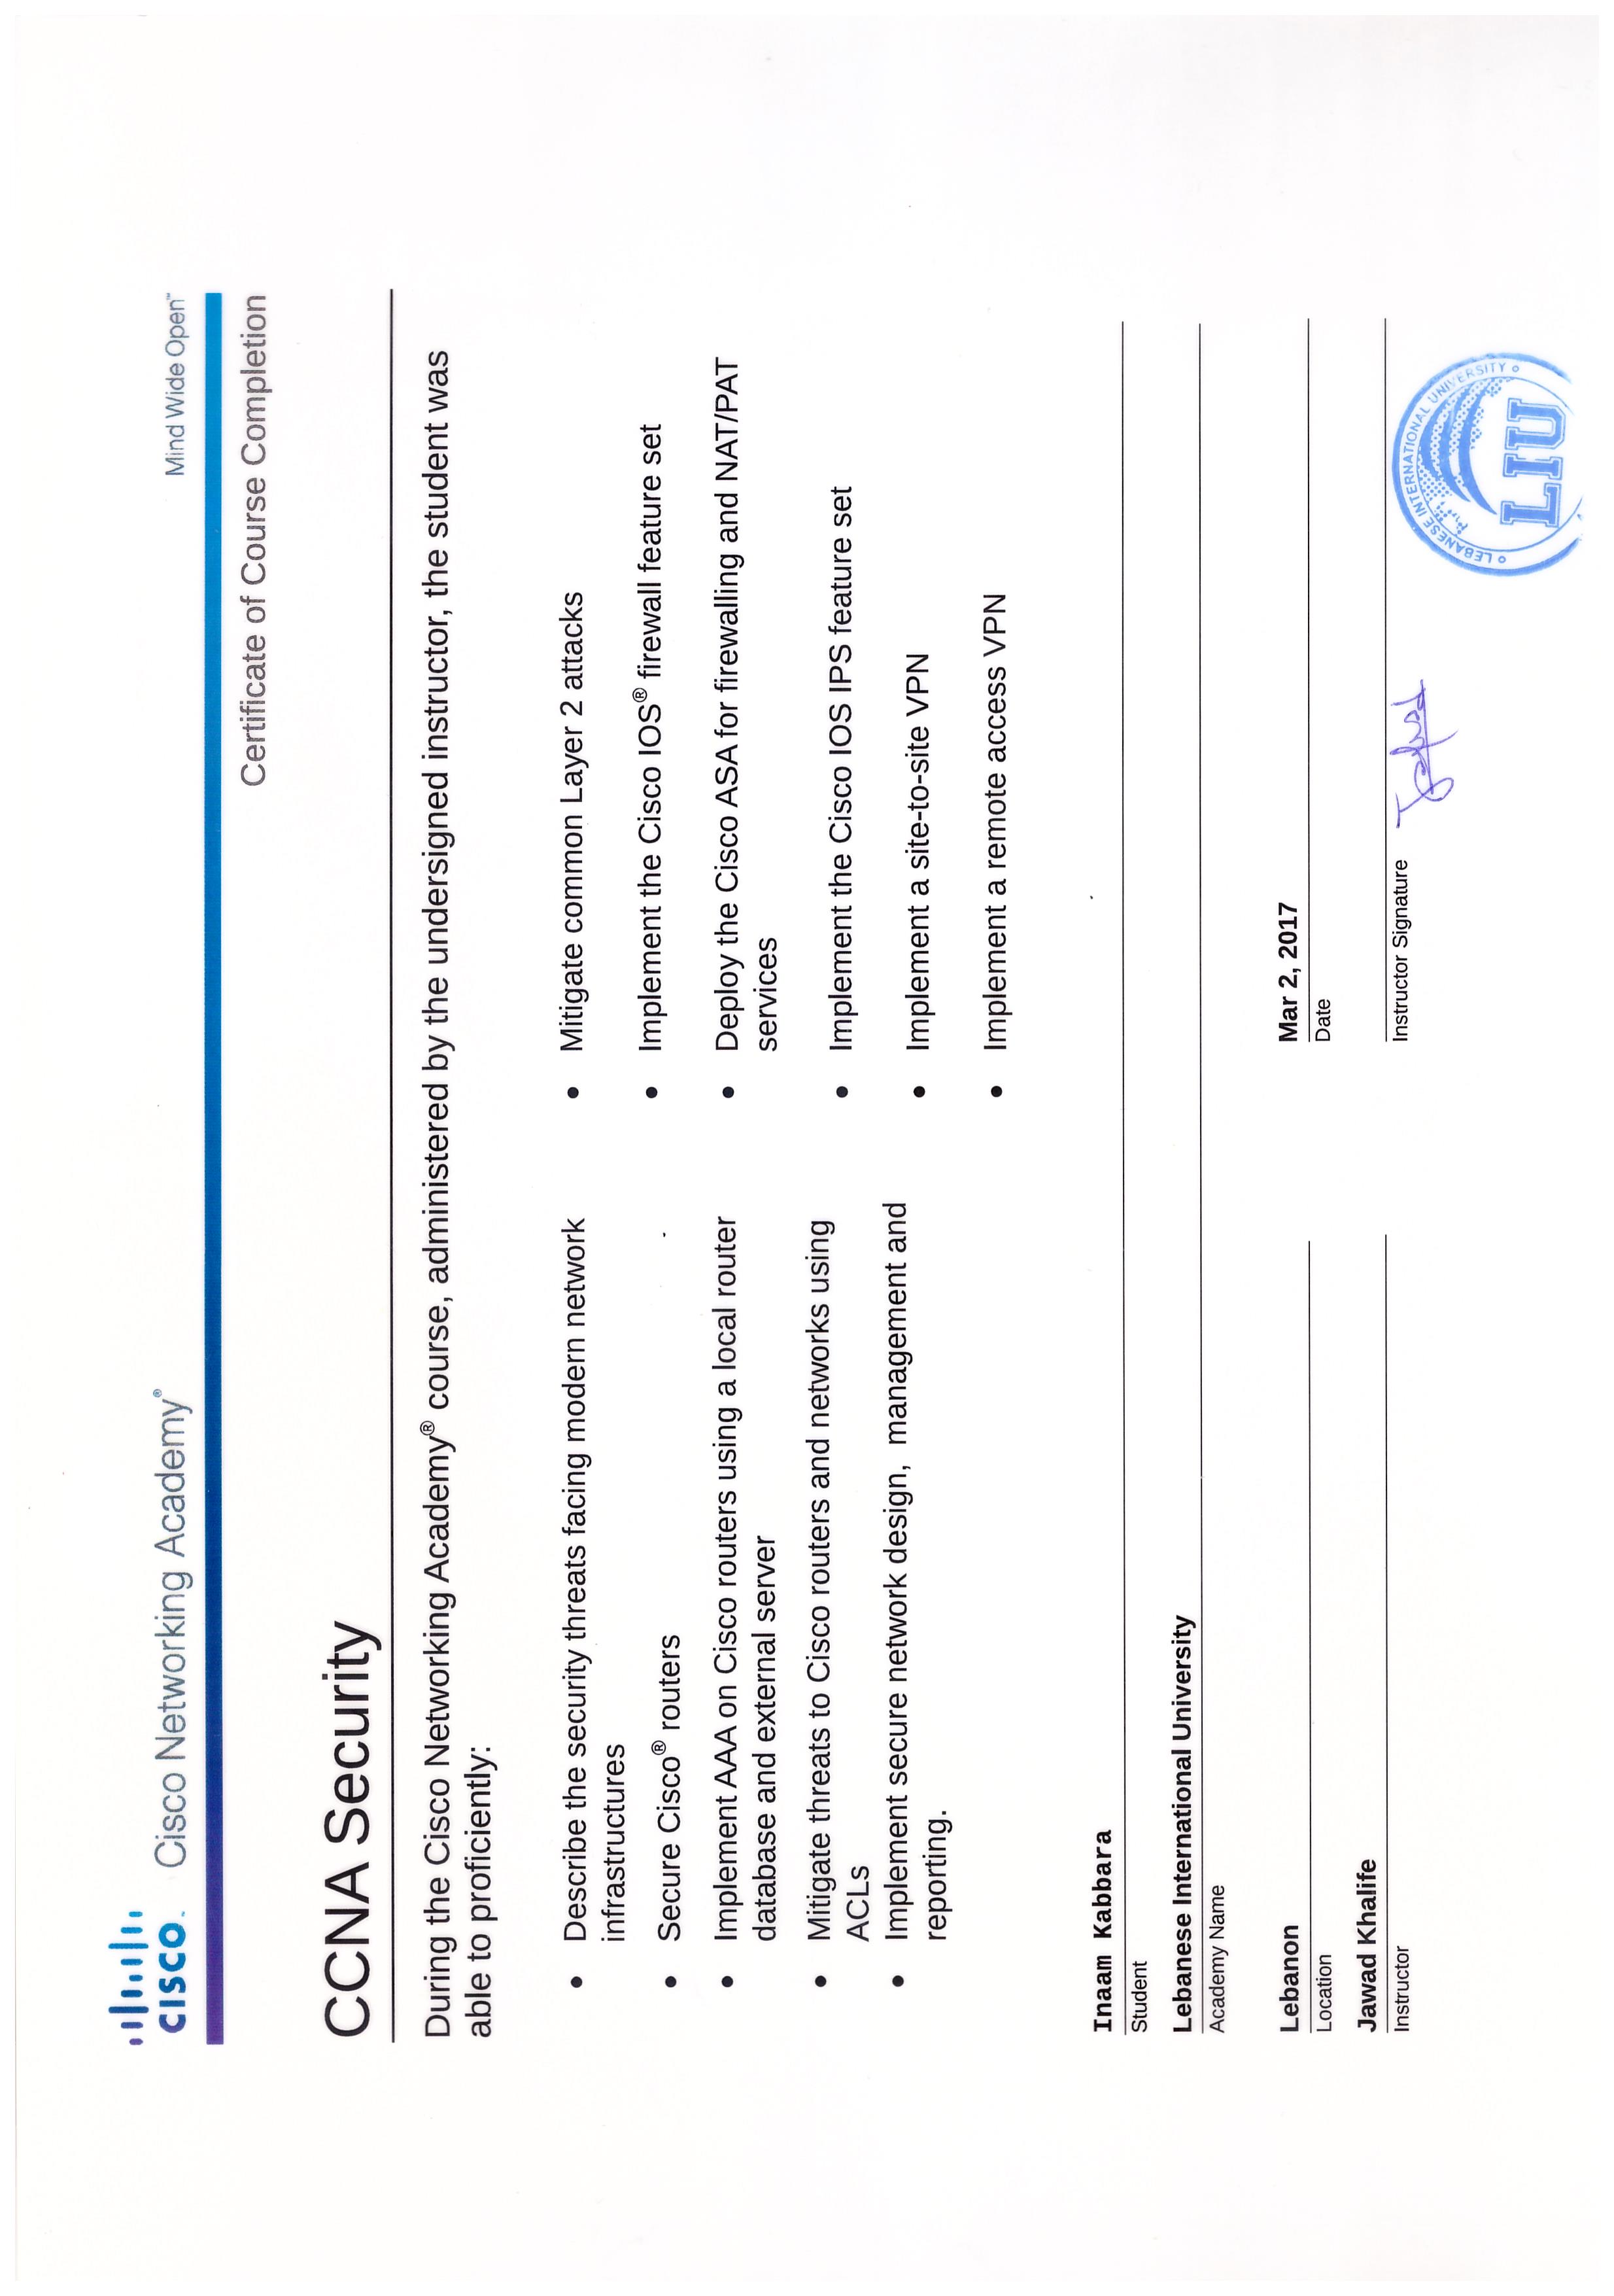 CISCO.
Cisco Networking Academy®
Mind Wide Open™
Certificate of Course Completion
CCNA Security
During the Cisco Networking Academy® course, administered by the undersigned instructor, the student was
able to proficiently:
• Describe the security threats facing modern network
infrastructures
• Secure Cisco® routers
• Implement AAA on Cisco routers using a local router
database and external server
• Mitigate threats to Cisco routers and networks using
ACLs
• Implement secure network design,  management and
reporting.
• Mitigate common Layer 2 attacks
• Implement the Cisco IOS® firewall feature set
• Deploy the Cisco ASA for firewalling and NAT/PAT
services
• Implement the Cisco IOS IPS feature set
• Implement a site-to-site VPN
• Implement a remote access VPN
Inaam Kabbara
Student
Lebanese International University
Academy Name
Lebanon
Location
Mar 2, 2017
Date
Jawad Khalife
Instructor
Instructor Signature
LEBANESE INTERNATIONAL UNIVERSITY
LIU